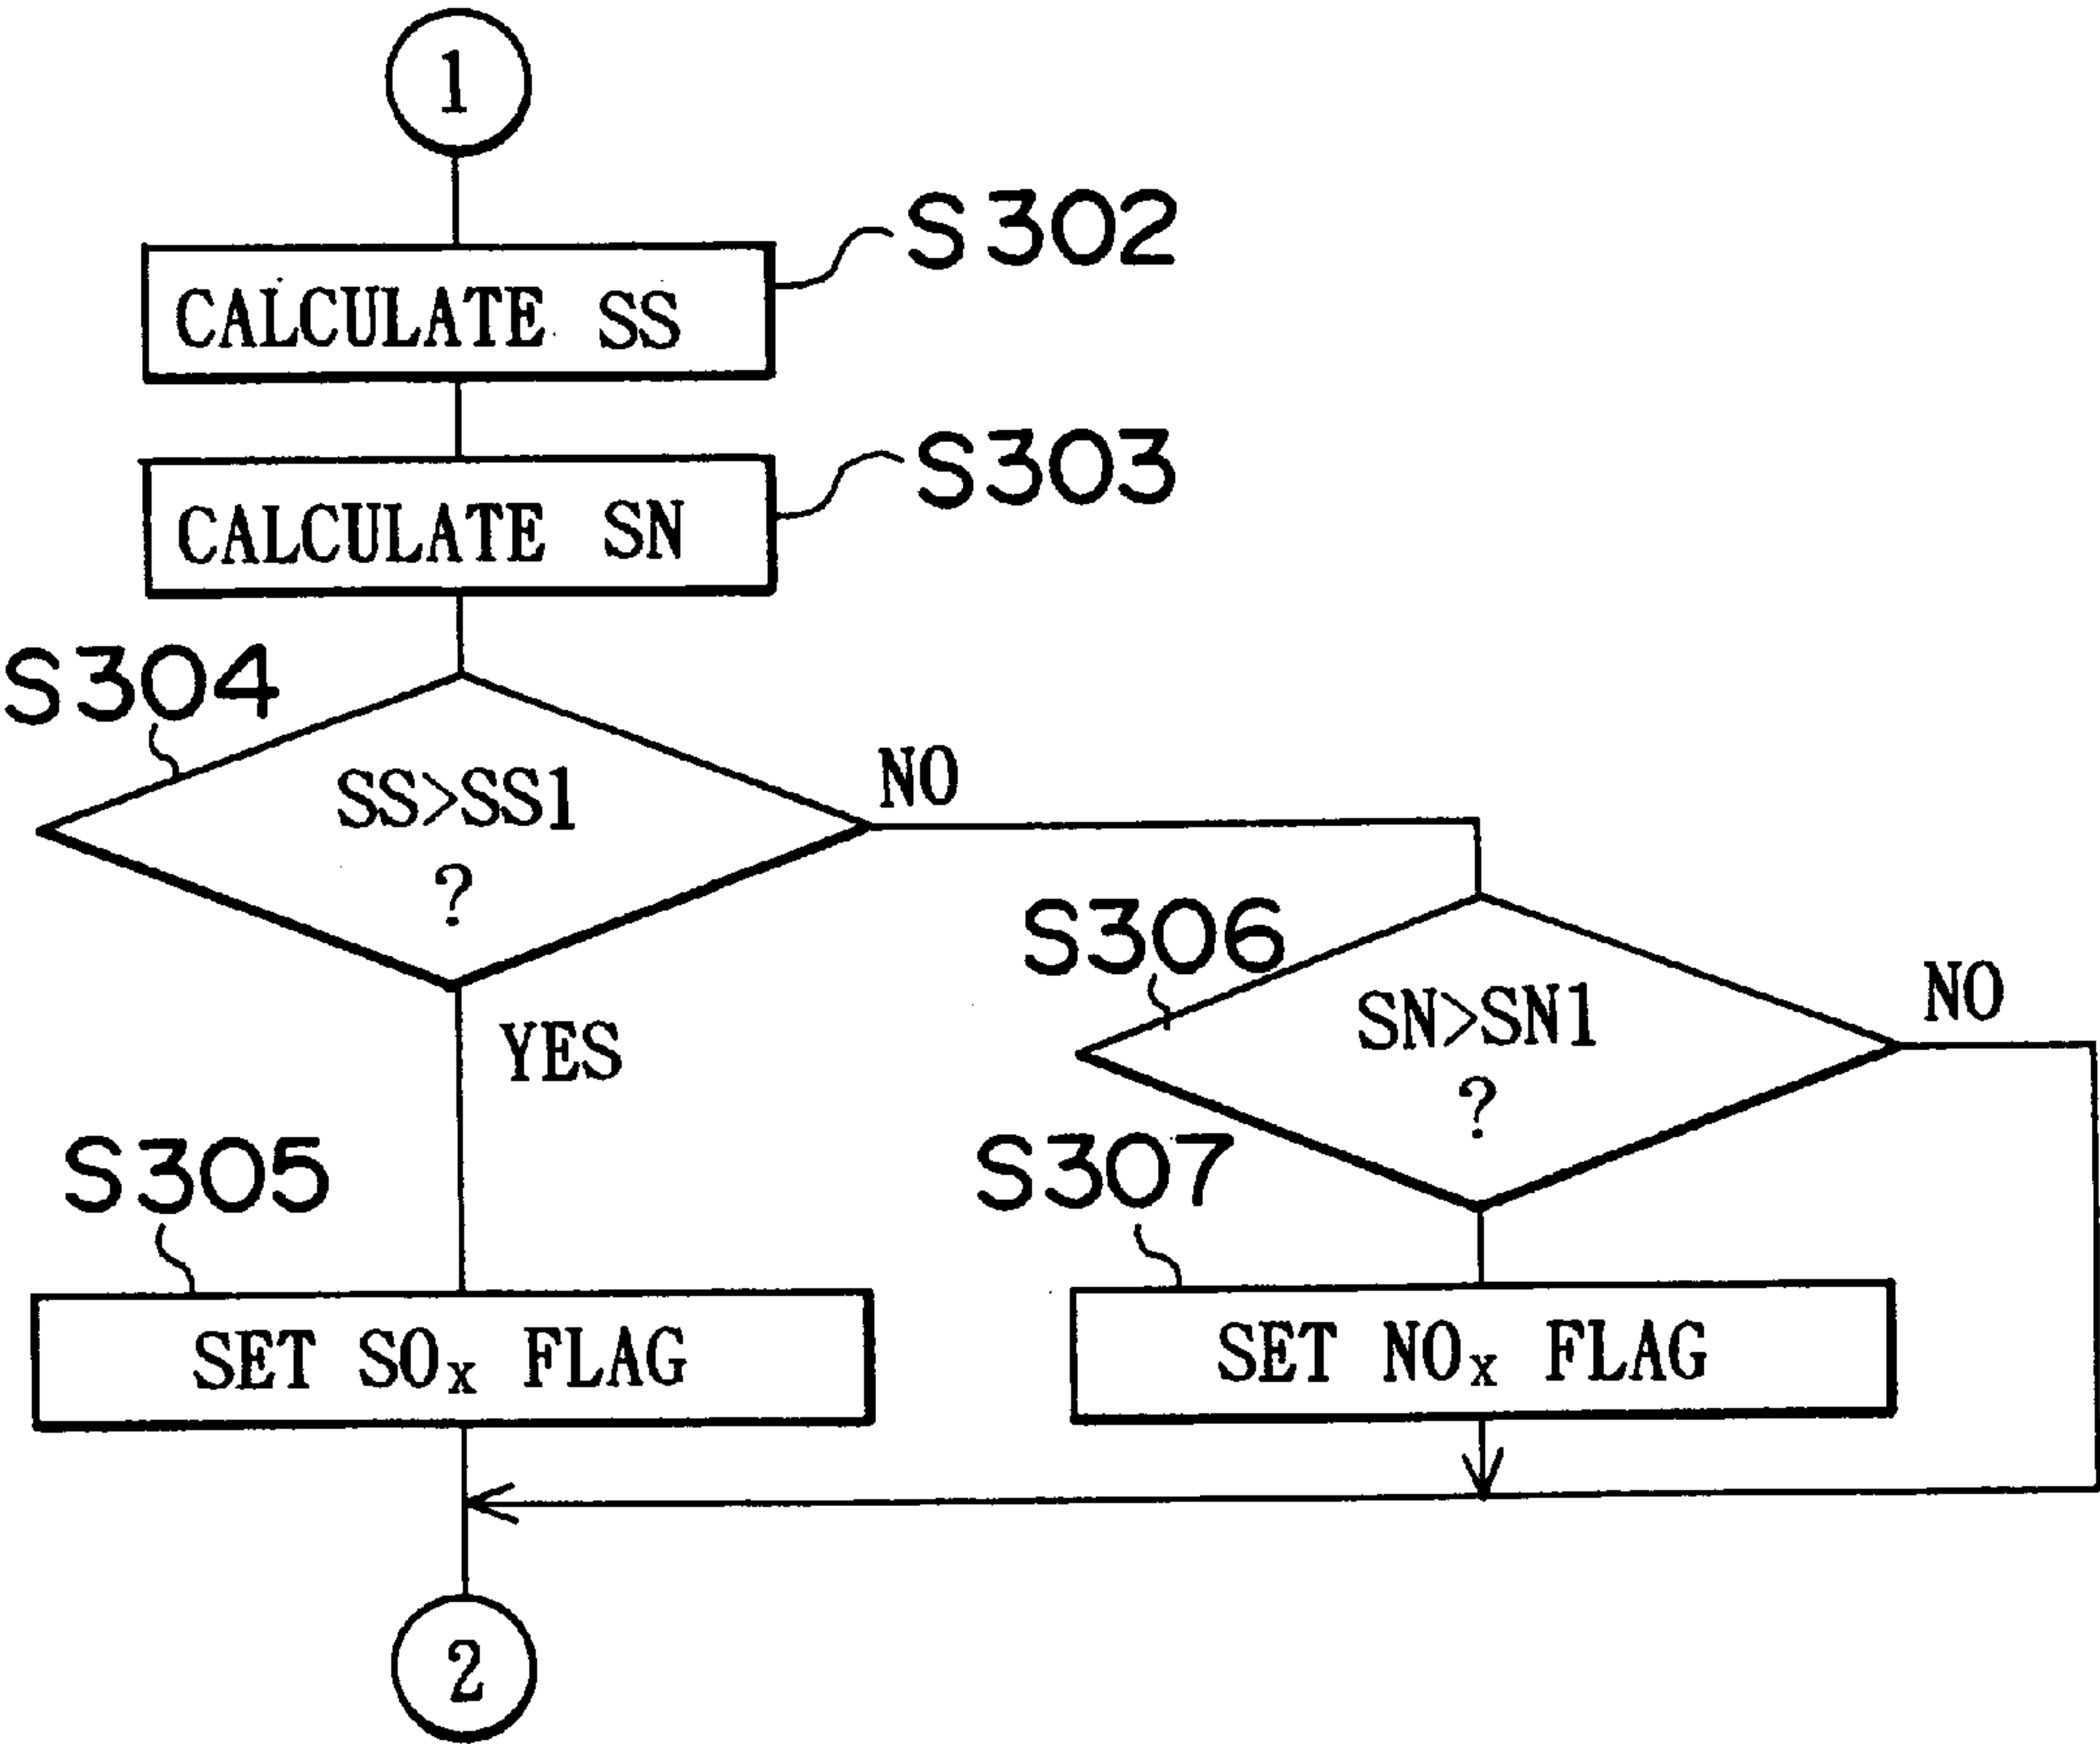 1
S302
CALCULATE SS
S303
CALCULATE SN
S304
SS>SS1
?
NO
YES
S306
SN>SN1
?
NO
S305
SET SOx FLAG
S307
SET NOx FLAG
2